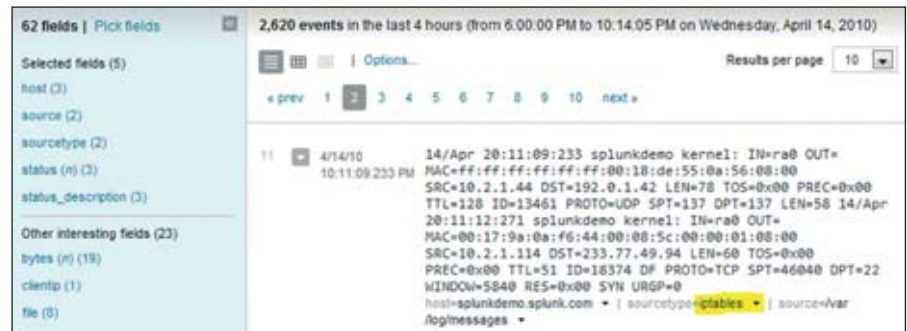 62 fields | Pick fields
Selected fields (5)
host (3)
source (2)
sourcetype (2)
status (n) (3)
status_description (3)
Other interesting fields (23)
bytes (n) (19)
clientip (1)
file (8)
2,620 events in the last 4 hours (from 6:00:00 PM to 10:14:05 PM on Wednesday, April 14, 2010)
| Options...
Results per page 10
« prev 1 2 3 4 5 6 7 8 9 10 next »
11 4/14/10
10:11:09.233 PM
14/Apr 20:11:09:233 splunkdemo kernel: IN=ra0 OUT=
MAC=ff:ff:ff:ff:ff:ff:00:18:de:55:0a:56:08:00
SRC=10.2.1.44 DST=192.0.1.42 LEN=78 TOS=0x00 PREC=0x00
TTL=128 ID=13461 PROTO=UDP SPT=137 DPT=137 LEN=58 14/Apr
20:11:12:271 splunkdemo kernel: IN=ra0 OUT=
MAC=00:17:9a:0a:f6:44:00:08:5c:00:00:01:08:00
SRC=10.2.1.114 DST=233.77.49.94 LEN=60 TOS=0x00
PREC=0x00 TTL=51 ID=18374 DF PROTO=TCP SPT=46040 DPT=22
WINDOW=5840 RES=0x00 SYN URGP=0
host=splunkdemo.splunk.com | sourcetype=iptables | source=/var
/log/messages